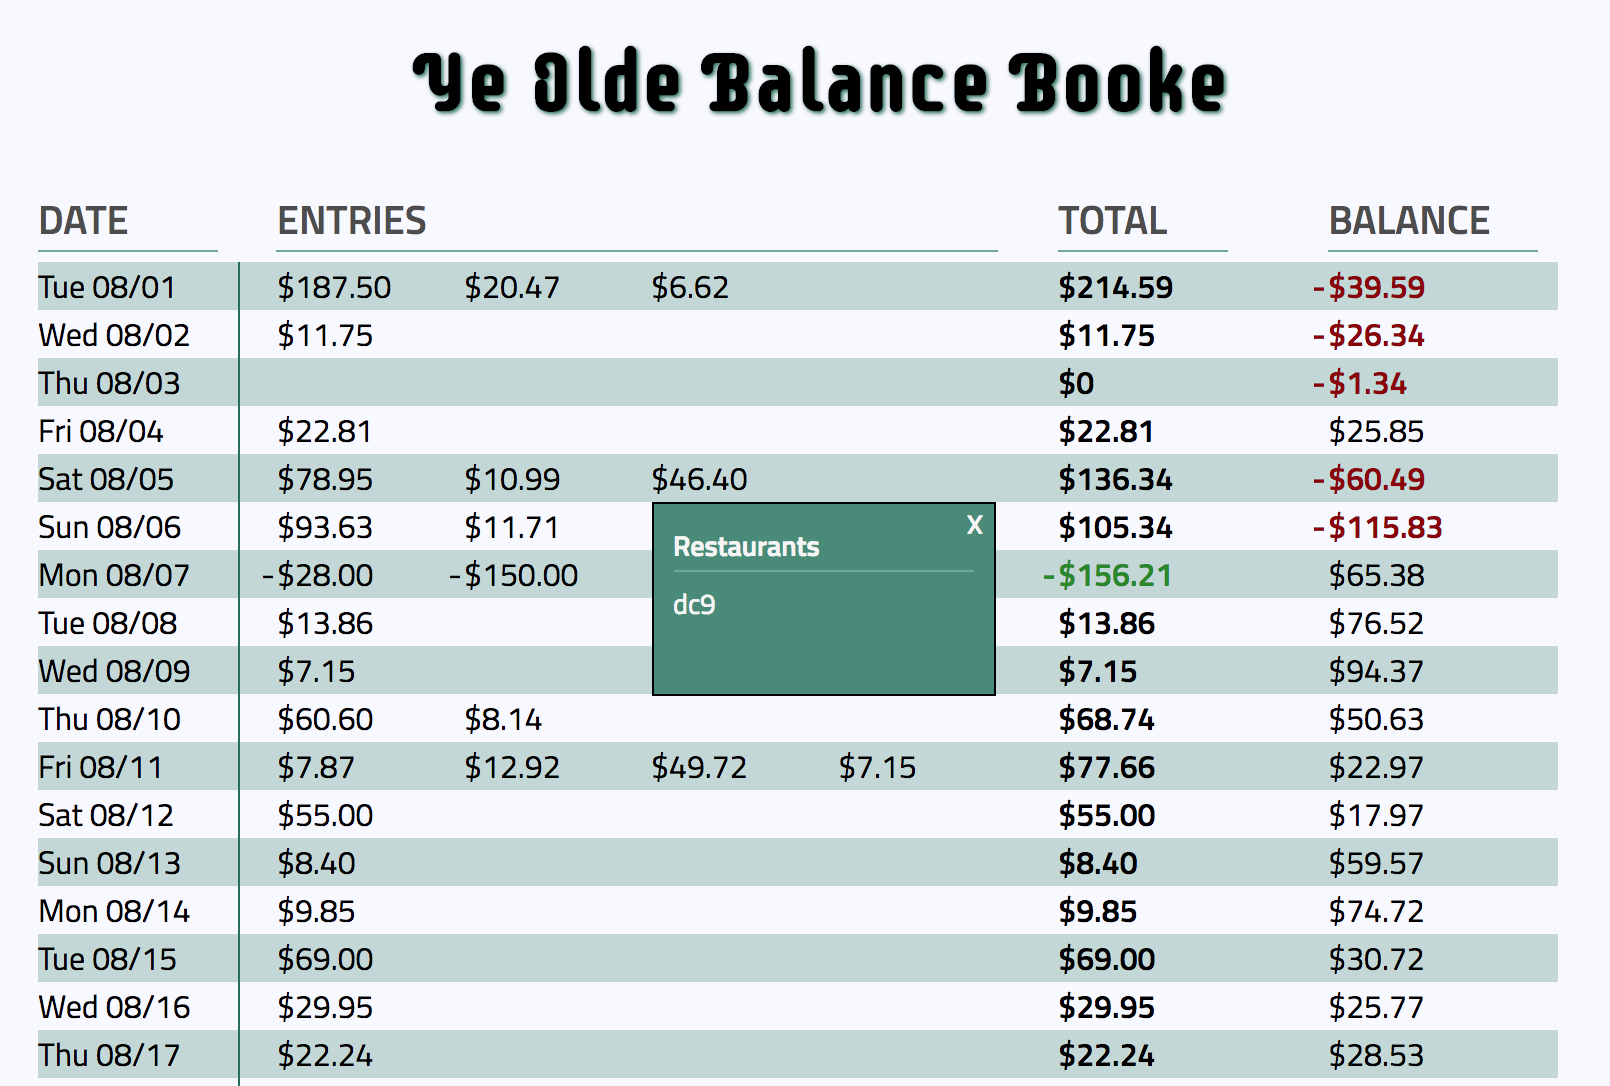 Ye Olde Balance Booke
DATE ENTRIES TOTAL BALANCE
Tue 08/01 $187.50 $20.47 $6.62 $214.59 -$39.59
Wed 08/02 $11.75 $11.75 -$26.34
Thu 08/03 $0 -$1.34
Fri 08/04 $22.81 $22.81 $25.85
Sat 08/05 $78.95 $10.99 $46.40 $136.34 -$60.49
Sun 08/06 $93.63 $11.71 X $105.34 -$115.83
Restaurants
Mon 08/07 -$28.00 -$150.00 -$156.21 $65.38
dc9
Tue 08/08 $13.86 $13.86 $76.52
Wed 08/09 $7.15 $7.15 $94.37
Thu 08/10 $60.60 $8.14 $68.74 $50.63
Fri 08/11 $7.87 $12.92 $49.72 $7.15 $77.66 $22.97
Sat 08/12 $55.00 $55.00 $17.97
Sun 08/13 $8.40 $8.40 $59.57
Mon 08/14 $9.85 $9.85 $74.72
Tue 08/15 $69.00 $69.00 $30.72
Wed 08/16 $29.95 $29.95 $25.77
Thu 08/17 $22.24 $22.24 $28.53